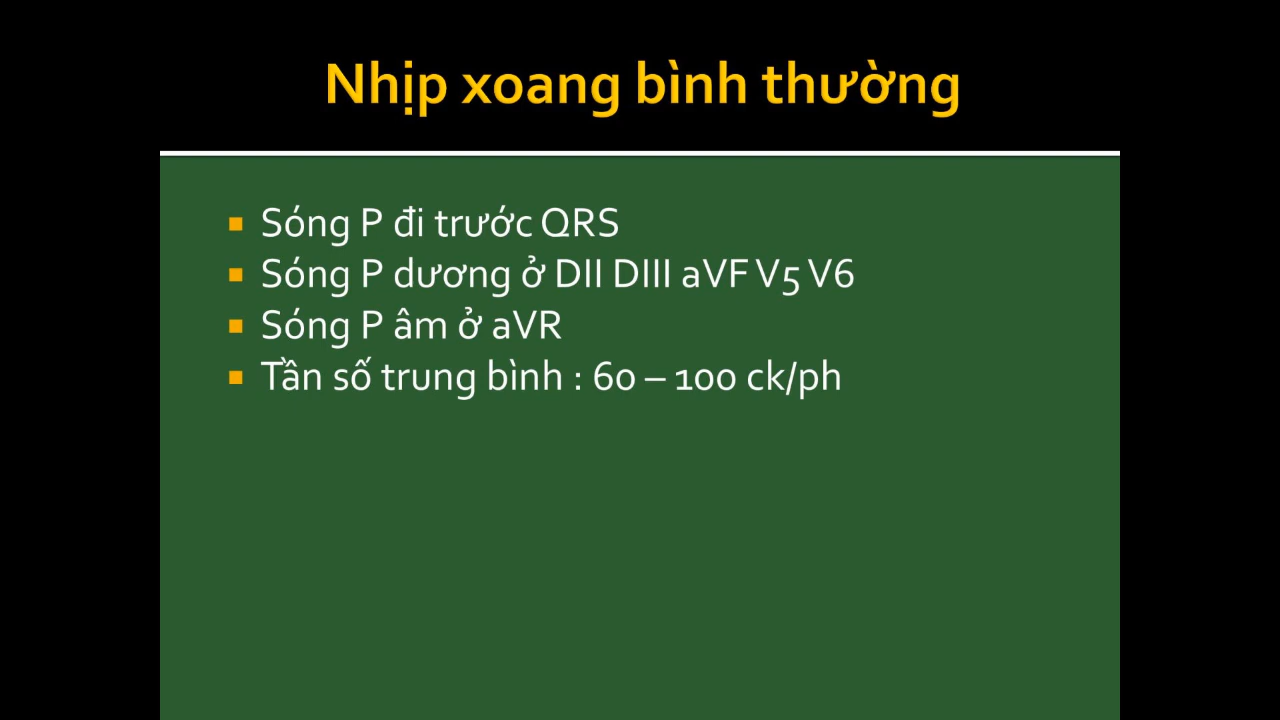 Nhịp xoang bình thường
Sóng P đi trước QRS
Sóng P dương ở DII DIII aVF V5 V6
Sóng P âm ở aVR
Tần số trung bình : 60 – 100 ck/ph